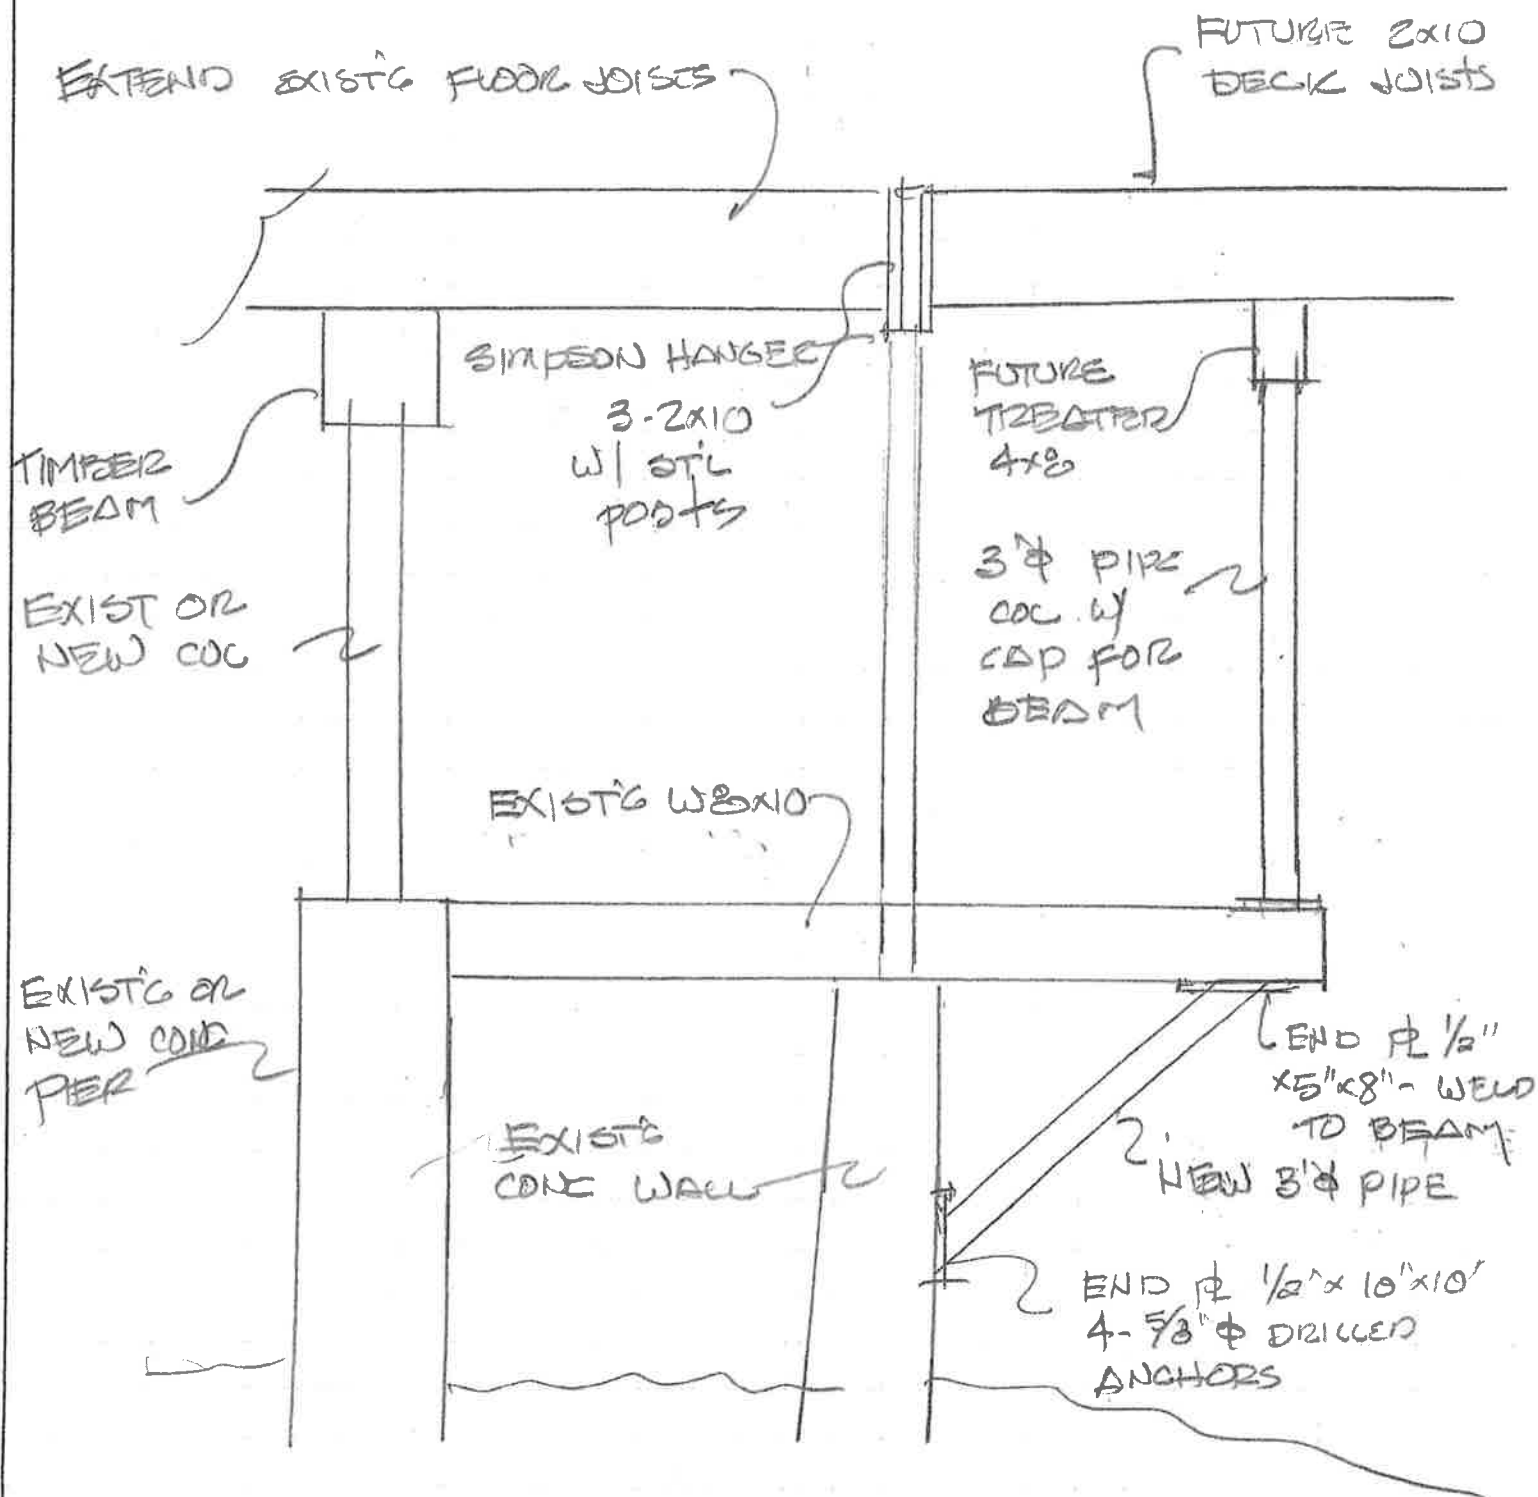 EXTEND EXIST'G FLOOR JOISTS
FUTURE 2x10
DECK JOISTS
SIMPSON HANGER
3-2x10
W/ STL
POSTS
FUTURE
TREATED
4x8
TIMBER
BEAM
EXIST OR
NEW COL
3"φ PIPE
COL W/
CAP FOR
BEAM
EXIST'G W8x10
EXIST'G OR
NEW CONC
PIER
EXIST'G
CONC WALL
END PL 1/2"
x5"x8" - WELD
TO BEAM
NEW 3"φ PIPE
END PL 1/2"x10"x10"
4-5/8"φ DRILLED
ANCHORS